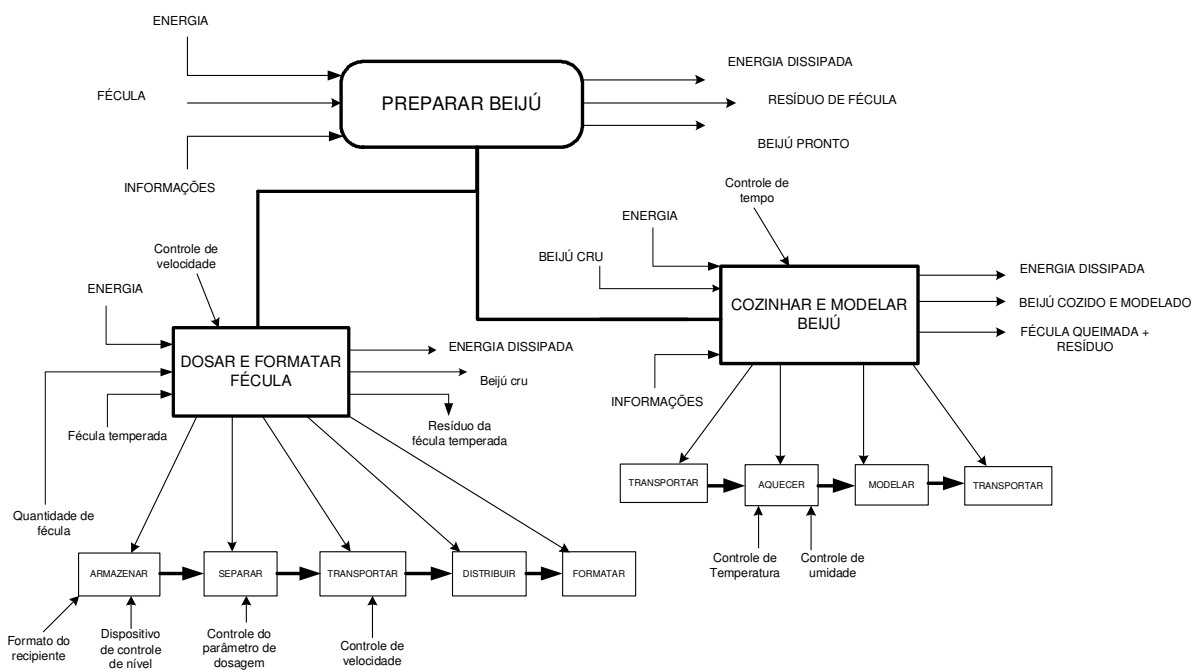 ENERGIA
FÉCULA
INFORMAÇÕES
PREPARAR BEIJÚ
ENERGIA DISSIPADA
RESÍDUO DE FÉCULA
BEIJÚ PRONTO
Controle de
velocidade
ENERGIA
DOSAR E FORMATAR
FÉCULA
Fécula temperada
Quantidade de
fécula
ENERGIA DISSIPADA
Beijú cru
Resíduo da
fécula temperada
Controle de
tempo
ENERGIA
BEIJÚ CRU
COZINHAR E MODELAR
BEIJÚ
INFORMAÇÕES
ENERGIA DISSIPADA
BEIJÚ COZIDO E MODELADO
FÉCULA QUEIMADA +
RESÍDUO
TRANSPORTAR
AQUECER
MODELAR
TRANSPORTAR
Controle de
Temperatura
Controle de
umidade
ARMAZENAR
SEPARAR
TRANSPORTAR
DISTRIBUIR
FORMATAR
Formato do
recipiente
Dispositivo
de controle
de nível
Controle do
parâmetro de
dosagem
Controle de
velocidade